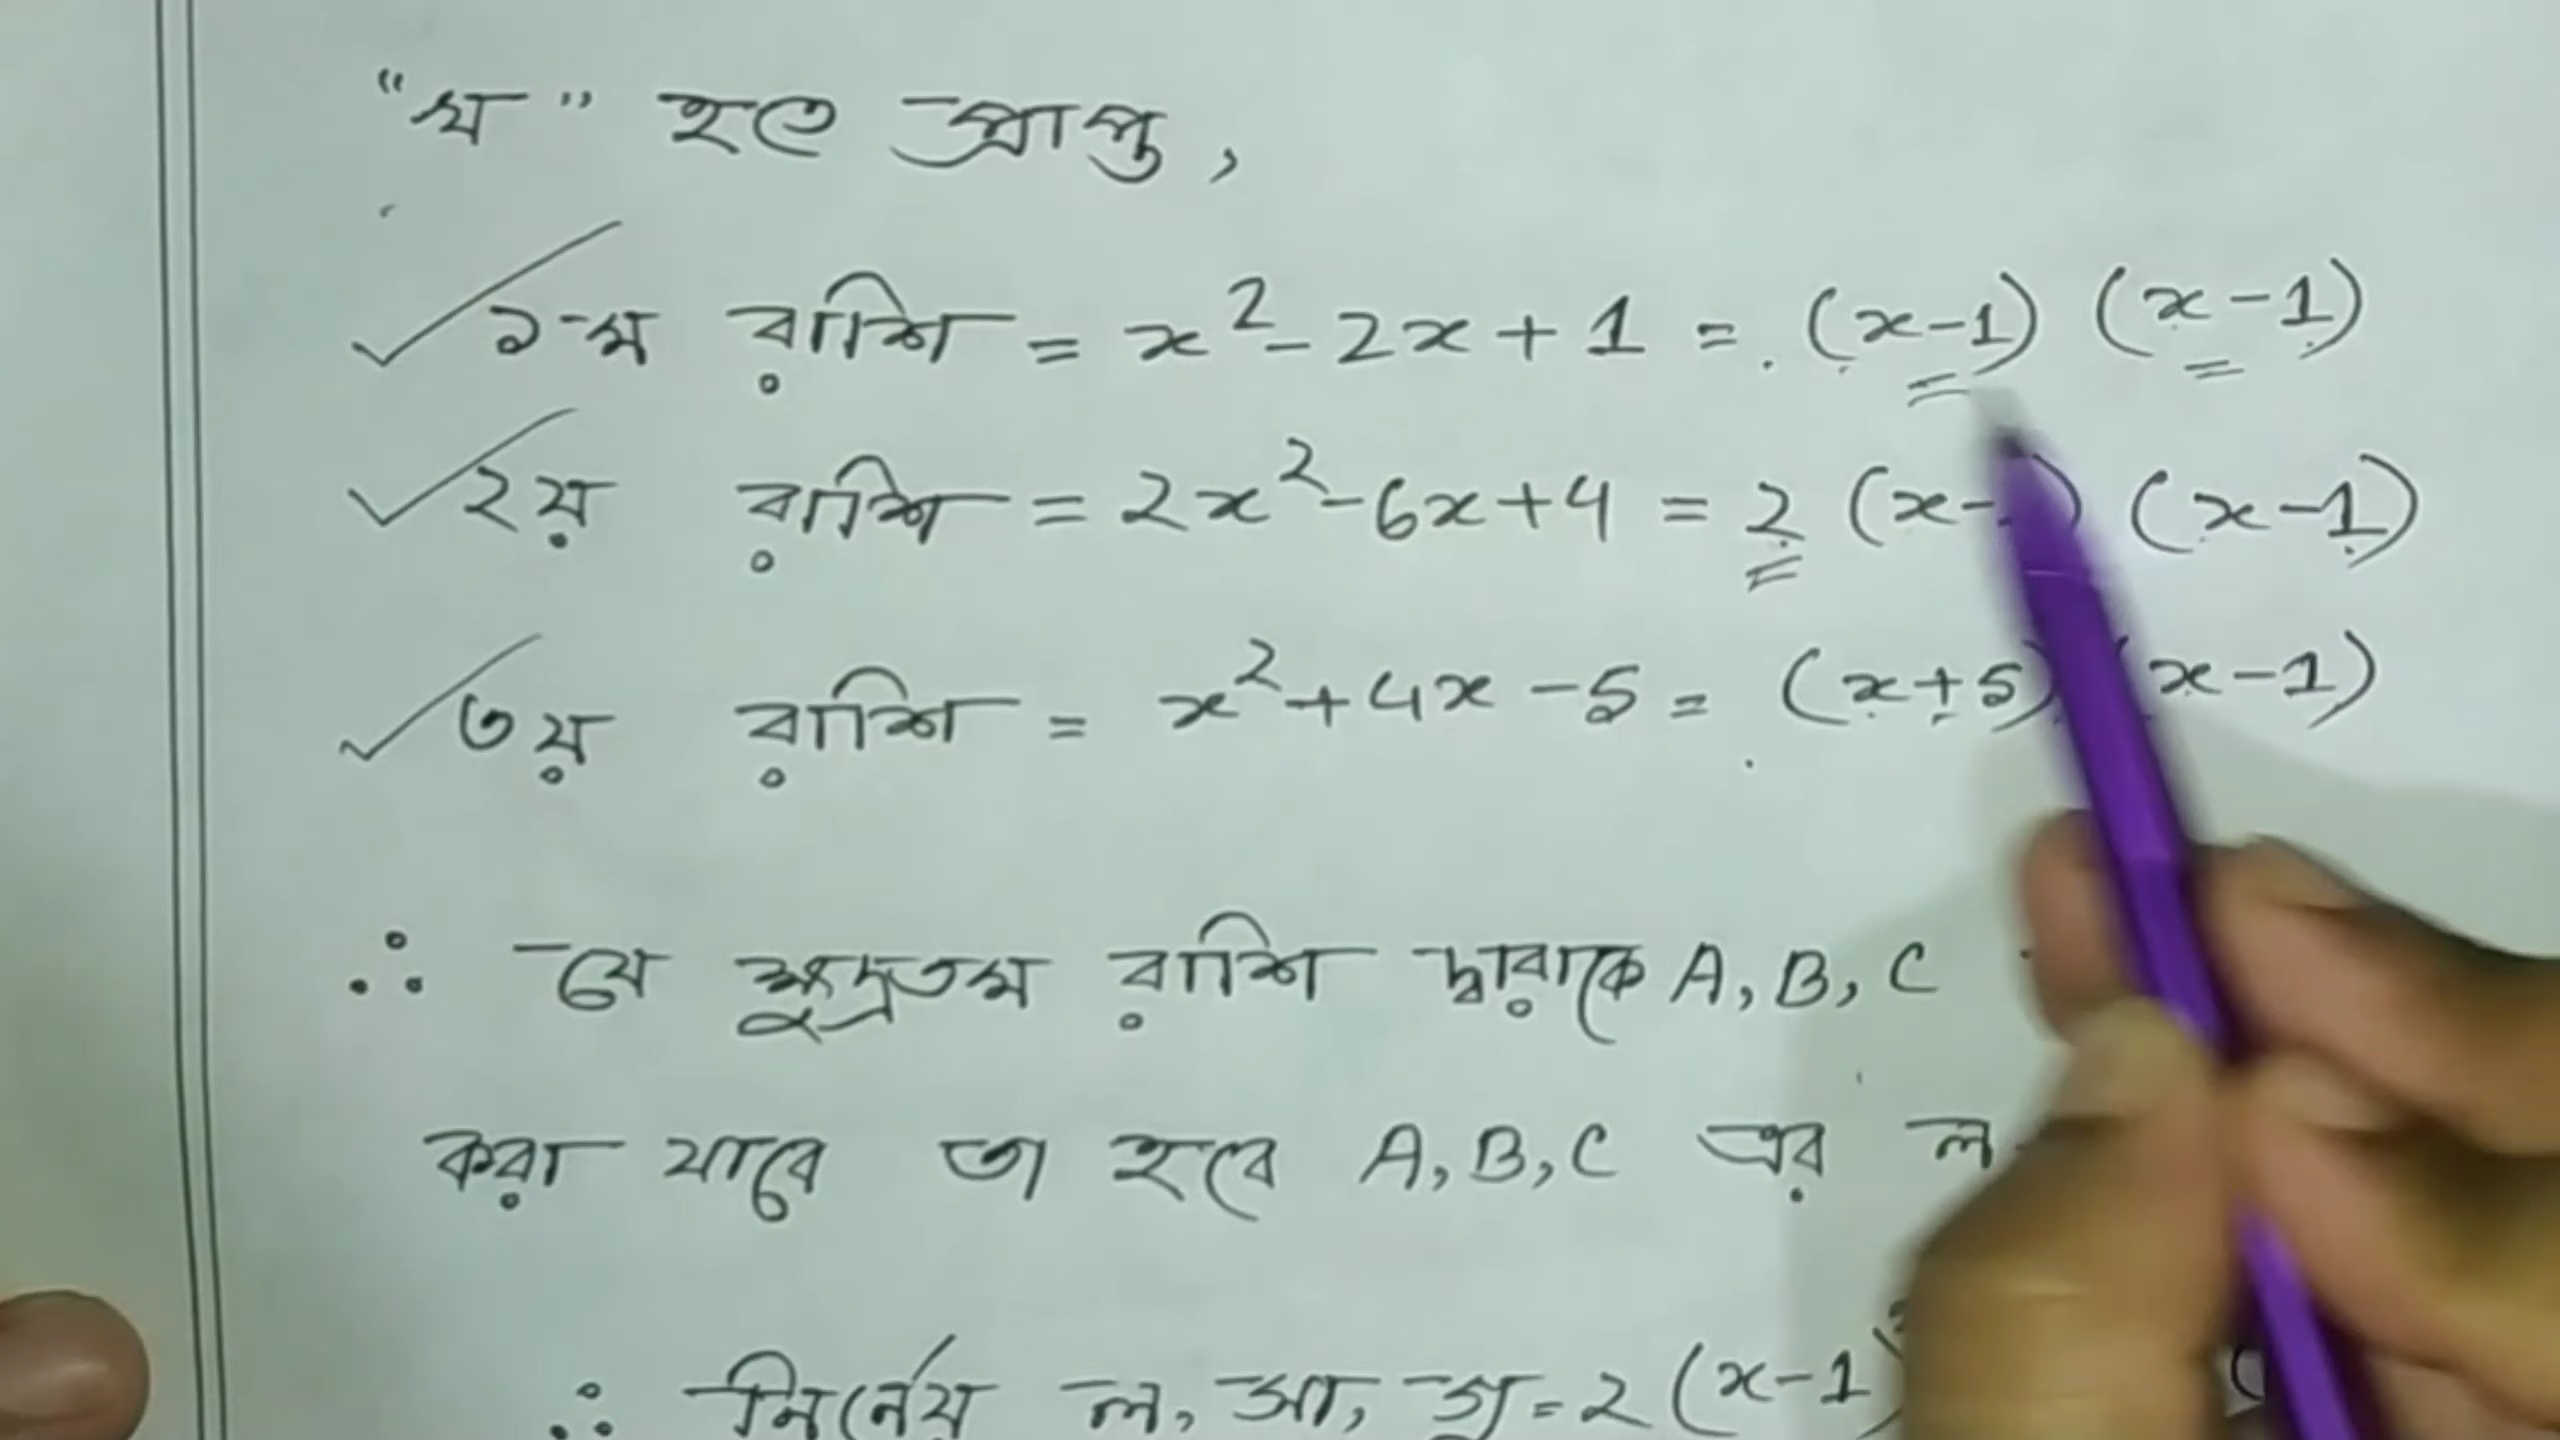 "খ" হতে প্রাপ্ত,
১-ম রাশি = x² - 2x + 1 = (x-1) (x-1)
২য় রাশি = 2x² - 6x + 4 = 2 (x- ) (x-1)
৩য় রাশি = x² + 4x - 5 = (x+5) (x-1)
∴ যে ক্ষুদ্রতম রাশি দ্বারাকে A, B, C
করা যাবে তা হবে A, B, C এর ল.
∴ নির্নেয় ল, সা, গু = 2 (x-1)